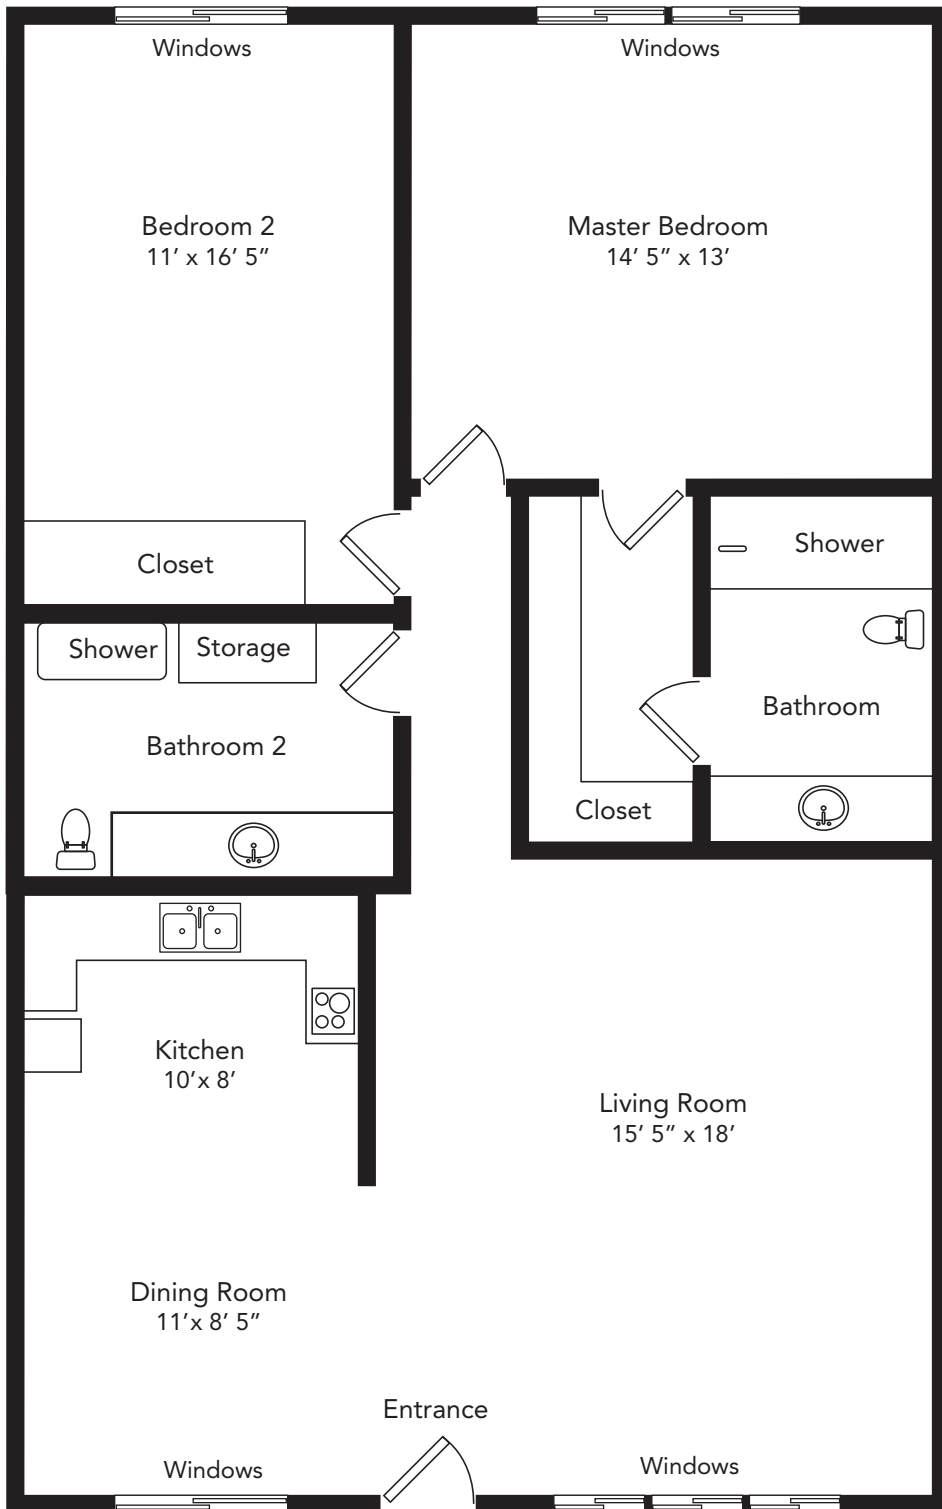 Windows
Windows
Bedroom 2
11’ x 16’ 5”
Master Bedroom
14’ 5” x 13’
Closet
Shower
Shower
Storage
Bathroom
Bathroom 2
Closet
Kitchen
10’x 8’
Living Room
15’ 5” x 18’
Dining Room
11’x 8’ 5”
Entrance
Windows
Windows